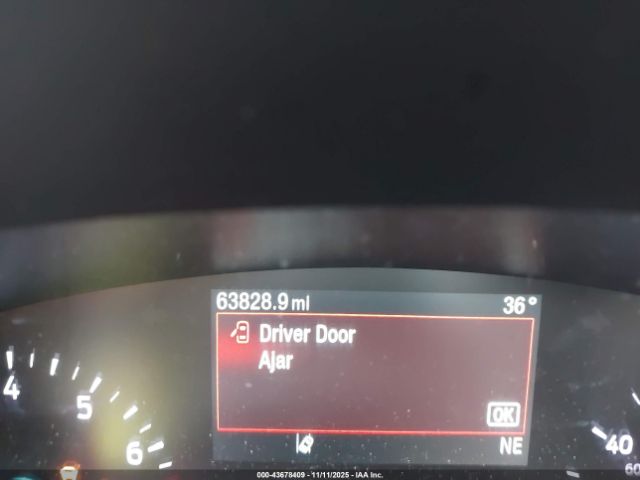 63828.9 mi
36°
Driver Door
Ajar
OK
NE
4
5
6
40
60
000-43678409 - 11/11/2025 - IAA Inc.